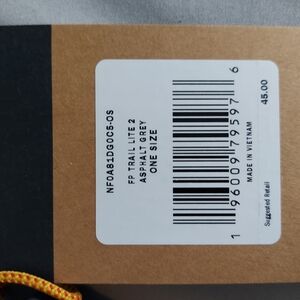 NF0A81DG0C5-OS
FP TRAIL LITE 2
ASPHALT GREY
ONE SIZE
1 96009 79597 6
MADE IN VIETNAM
45.00
Suggested Retail